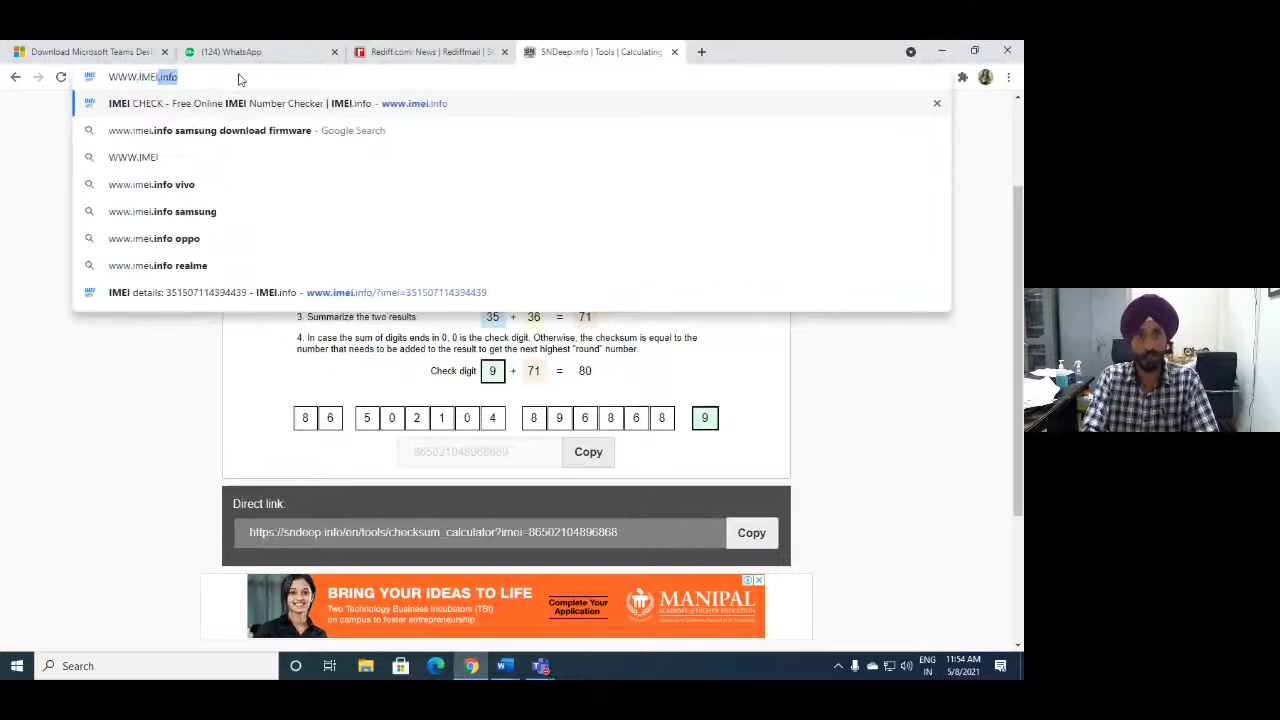 Download Microsoft Teams Des
(124) WhatsApp
Rediff.com: News | Rediffmail | S
SNDeep.info | Tools | Calculating
WWW.IMEI.info
IMEI CHECK - Free Online IMEI Number Checker | IMEI.info - www.imei.info
www.imei.info samsung download firmware - Google Search
WWW.IMEI
www.imei.info vivo
www.imei.info samsung
www.imei.info oppo
www.imei.info realme
IMEI details: 351507114394439 - IMEI.info - www.imei.info/?imei=351507114394439
3. Summarize the two results. 35 + 36 = 71
4. In case the sum of digits ends in 0, 0 is the check digit. Otherwise, the checksum is equal to the
number that needs to be added to the result to get the next highest "round" number.
Check digit 9 + 71 = 80
8 6 5 0 2 1 0 4 8 9 6 8 6 8 9
865021048968689 Copy
Direct link:
https://sndeep.info/en/tools/checksum_calculator?imei=86502104896868 Copy
BRING YOUR IDEAS TO LIFE
Two Technology Business Incubators (TBI)
on campus to foster entrepreneurship.
Complete Your
Application
MANIPAL
ACADEMY of HIGHER EDUCATION
Search
ENG
IN
11:54 AM
5/8/2021